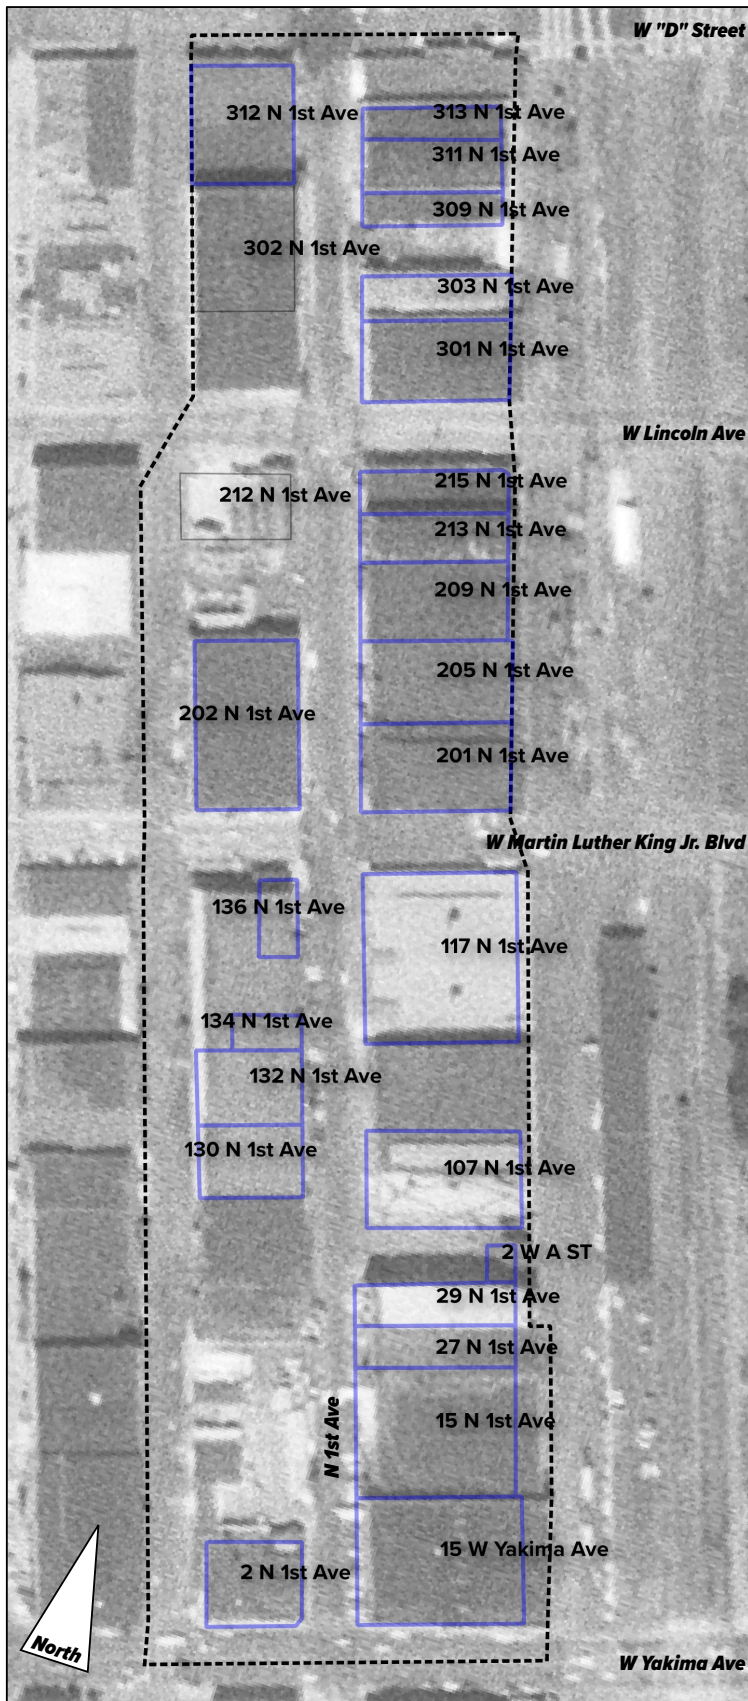 W "D" Street
312 N 1st Ave
313 N 1st Ave
311 N 1st Ave
309 N 1st Ave
302 N 1st Ave
303 N 1st Ave
301 N 1st Ave
W Lincoln Ave
215 N 1st Ave
212 N 1st Ave
213 N 1st Ave
209 N 1st Ave
205 N 1st Ave
202 N 1st Ave
201 N 1st Ave
W Martin Luther King Jr. Blvd
136 N 1st Ave
117 N 1st Ave
134 N 1st Ave
132 N 1st Ave
130 N 1st Ave
107 N 1st Ave
2 W A ST
29 N 1st Ave
27 N 1st Ave
15 N 1st Ave
N 1st Ave
15 W Yakima Ave
2 N 1st Ave
North
W Yakima Ave